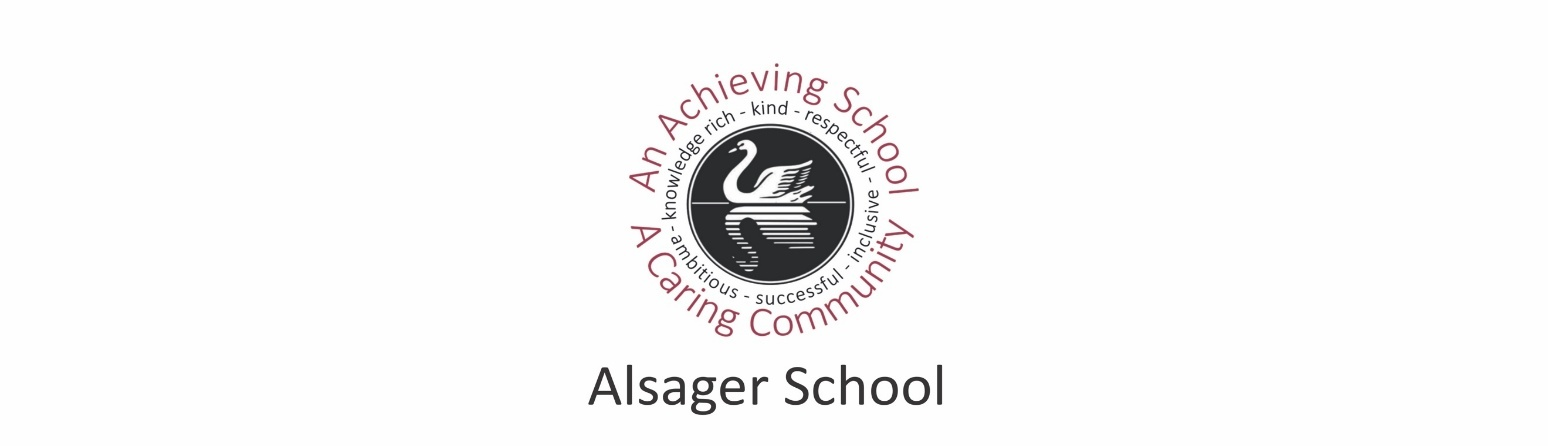 An Achieving School
- knowledge rich - kind - respectful - inclusive - successful - ambitious
A Caring Community
Alsager School